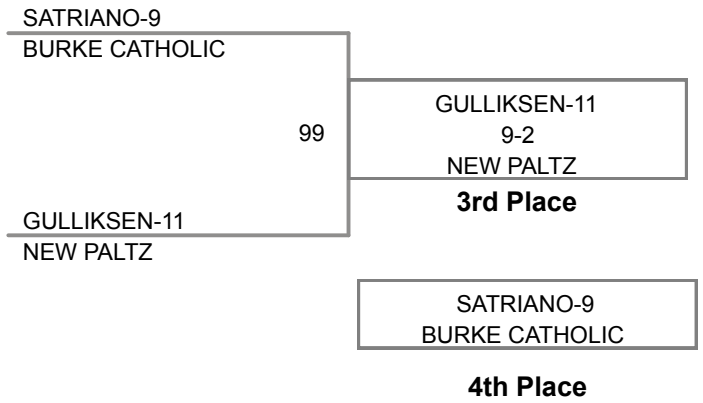 SATRIANO-9
BURKE CATHOLIC
99
GULLIKSEN-11
9-2
NEW PALTZ
3rd Place
GULLIKSEN-11
NEW PALTZ
SATRIANO-9
BURKE CATHOLIC
4th Place